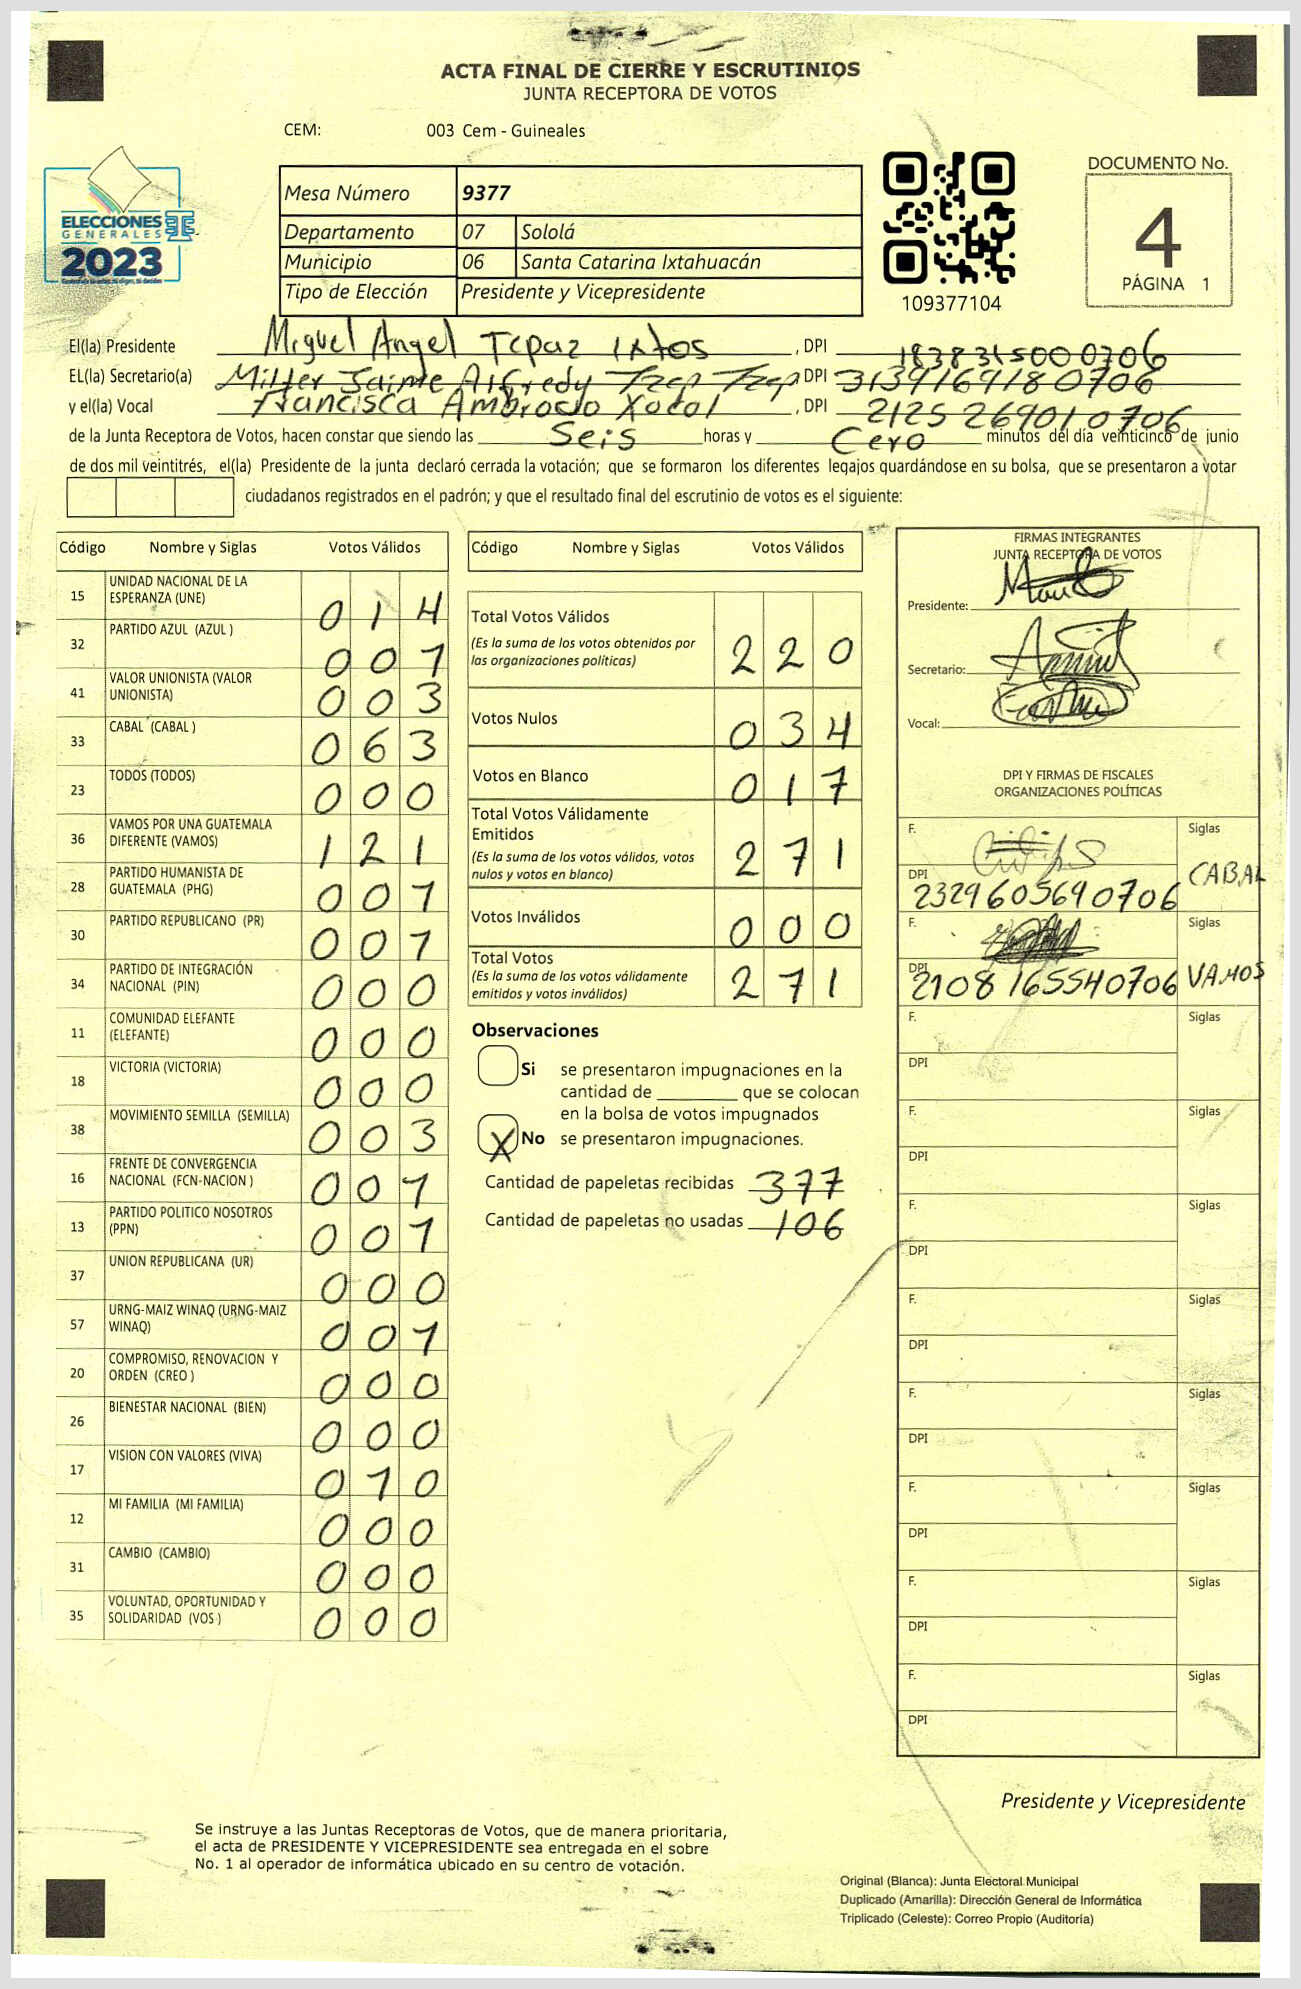 ACTA FINAL DE CIERRE Y ESCRUTINIOS
JUNTA RECEPTORA DE VOTOS
CEM: 003 Cem - Guineales
ELECCIONES
GENERALES
2023
Mesa Número 9377
Departamento 07 Sololá
Municipio 06 Santa Catarina Ixtahuacán
Tipo de Elección Presidente y Vicepresidente
109377104
DOCUMENTO No.
4
PÁGINA 1
El(la) Presidente Miguel Angel Tepaz Ixtos, DPI 1838315000706
EL(la) Secretario(a) Milter Jaime Alfredy Tzep Tzep DPI 3139169180706
y el(la) Vocal Francisca Ambrocio Xocol, DPI 2125269010706
de la Junta Receptora de Votos, hacen constar que siendo las Seis horas y Cero minutos del día veinticinco de junio
de dos mil veintitrés, el(la) Presidente de la junta declaró cerrada la votación; que se formaron los diferentes legajos guardándose en su bolsa, que se presentaron a votar
ciudadanos registrados en el padrón; y que el resultado final del escrutinio de votos es el siguiente:
Código Nombre y Siglas Votos Válidos
15 UNIDAD NACIONAL DE LA ESPERANZA (UNE) 014
32 PARTIDO AZUL (AZUL ) 001
41 VALOR UNIONISTA (VALOR UNIONISTA) 003
33 CABAL (CABAL ) 063
23 TODOS (TODOS) 000
36 VAMOS POR UNA GUATEMALA DIFERENTE (VAMOS) 121
28 PARTIDO HUMANISTA DE GUATEMALA (PHG) 001
30 PARTIDO REPUBLICANO (PR) 001
34 PARTIDO DE INTEGRACIÓN NACIONAL (PIN) 000
11 COMUNIDAD ELEFANTE (ELEFANTE) 000
18 VICTORIA (VICTORIA) 000
38 MOVIMIENTO SEMILLA (SEMILLA) 003
16 FRENTE DE CONVERGENCIA NACIONAL (FCN-NACION ) 001
13 PARTIDO POLITICO NOSOTROS (PPN) 001
37 UNION REPUBLICANA (UR) 000
57 URNG-MAIZ WINAQ (URNG-MAIZ WINAQ) 001
20 COMPROMISO, RENOVACION Y ORDEN (CREO ) 000
26 BIENESTAR NACIONAL (BIEN) 000
17 VISION CON VALORES (VIVA) 010
12 MI FAMILIA (MI FAMILIA) 000
31 CAMBIO (CAMBIO) 000
35 VOLUNTAD, OPORTUNIDAD Y SOLIDARIDAD (VOS ) 000
Código Nombre y Siglas Votos Válidos
Total Votos Válidos
(Es la suma de los votos obtenidos por las organizaciones políticas) 220
Votos Nulos 034
Votos en Blanco 017
Total Votos Válidamente Emitidos
(Es la suma de los votos válidos, votos nulos y votos en blanco) 271
Votos Inválidos 000
Total Votos
(Es la suma de los votos válidamente emitidos y votos inválidos) 271
Observaciones
Si se presentaron impugnaciones en la
cantidad de ________ que se colocan
en la bolsa de votos impugnados
X No se presentaron impugnaciones.
Cantidad de papeletas recibidas 377
Cantidad de papeletas no usadas 106
FIRMAS INTEGRANTES
JUNTA RECEPTORA DE VOTOS
Presidente:
Secretario:
Vocal:
DPI Y FIRMAS DE FISCALES
ORGANIZACIONES POLÍTICAS
F. Siglas
DPI 2329605690706 CABAL
F. Siglas
DPI 2108165540706 VAMOS
F. Siglas
DPI
F. Siglas
DPI
F. Siglas
DPI
F. Siglas
DPI
F. Siglas
DPI
F. Siglas
DPI
F. Siglas
DPI
F. Siglas
DPI
Presidente y Vicepresidente
Se instruye a las Juntas Receptoras de Votos, que de manera prioritaria,
el acta de PRESIDENTE Y VICEPRESIDENTE sea entregada en el sobre
No. 1 al operador de informática ubicado en su centro de votación.
Original (Blanca): Junta Electoral Municipal
Duplicado (Amarilla): Dirección General de Informática
Triplicado (Celeste): Correo Propio (Auditoría)